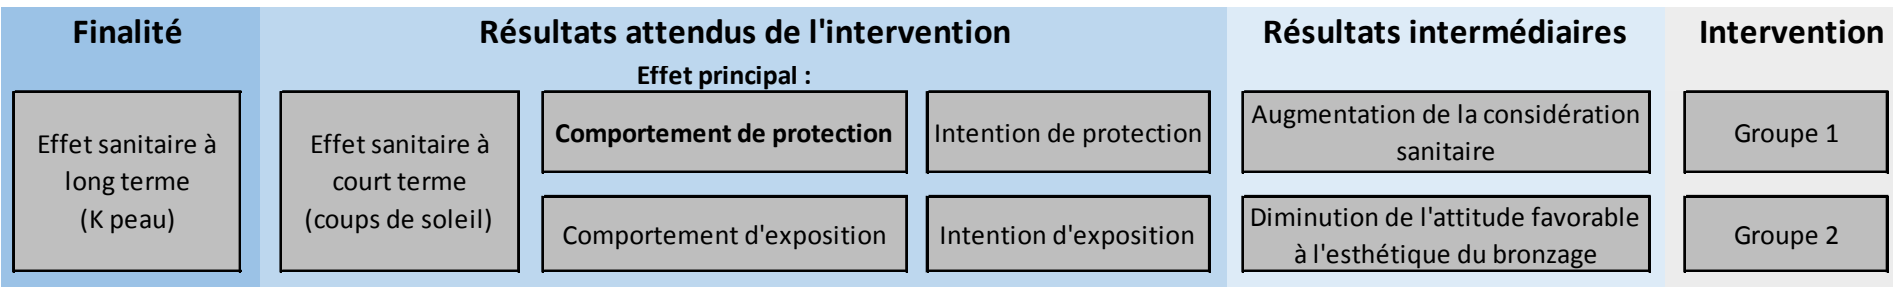 Finalité
Résultats attendus de l'intervention
Résultats intermédiaires
Intervention
Effet principal :
Effet sanitaire à
long terme
(K peau)
Effet sanitaire à
court terme
(coups de soleil)
Comportement de protection
Intention de protection
Augmentation de la considération
sanitaire
Groupe 1
Comportement d'exposition
Intention d'exposition
Diminution de l'attitude favorable
à l'esthétique du bronzage
Groupe 2